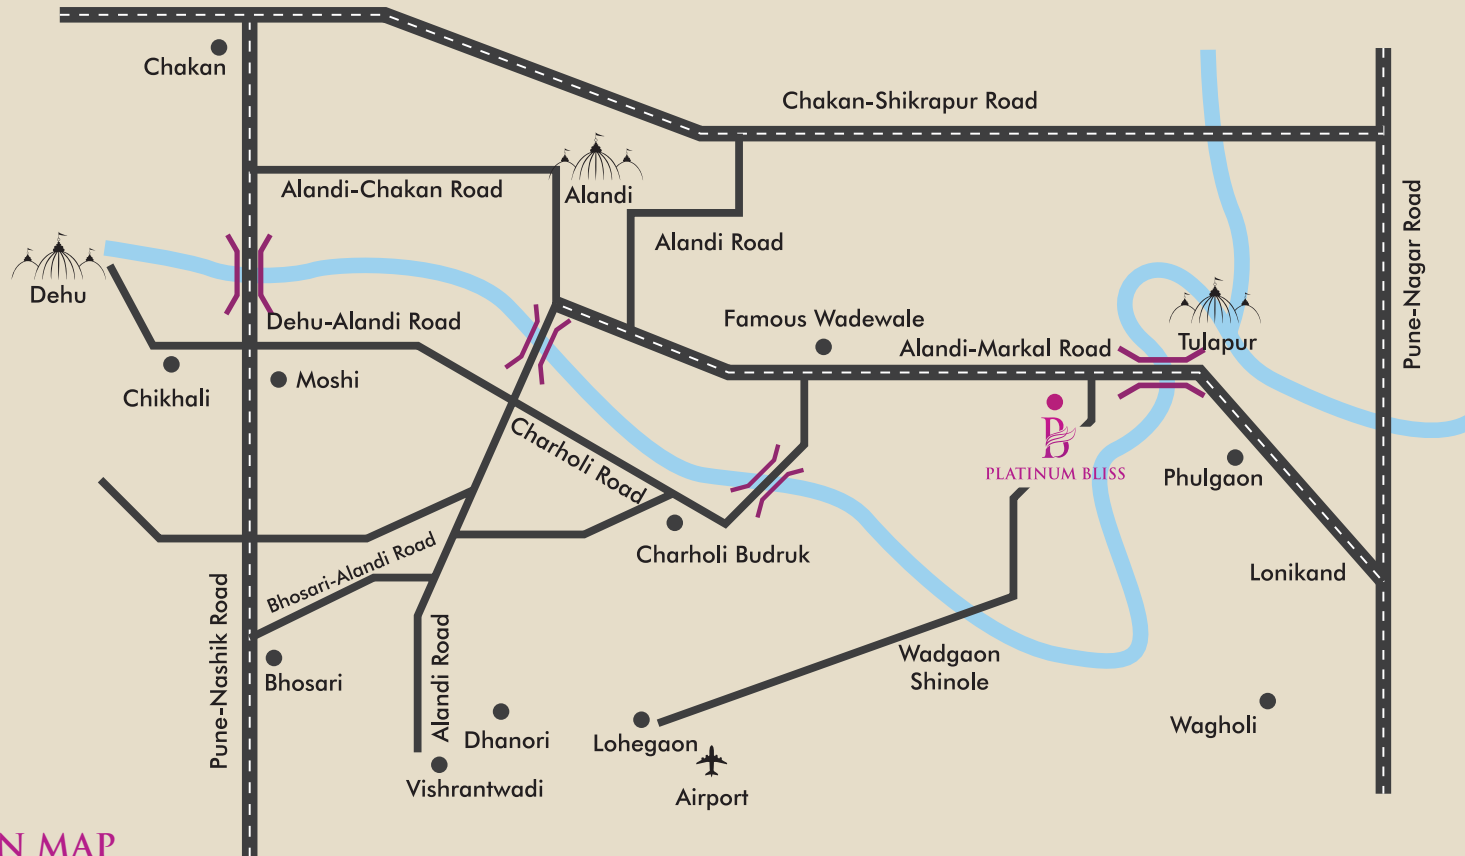 Chakan
Chakan-Shikrapur Road
Alandi-Chakan Road
Alandi
Pune-Nagar Road
Alandi Road
Dehu
Dehu-Alandi Road
Famous Wadewale
Alandi-Markal Road
Tulapur
Chikhali
Moshi
Charholi Road
B
PLATINUM BLISS
Phulgaon
Charholi Budruk
Bhosari-Alandi Road
Lonikand
Pune-Nashik Road
Bhosari
Alandi Road
Wadgaon
Shinole
Dhanori
Lohegaon
Wagholi
Vishrantwadi
Airport
N MAP